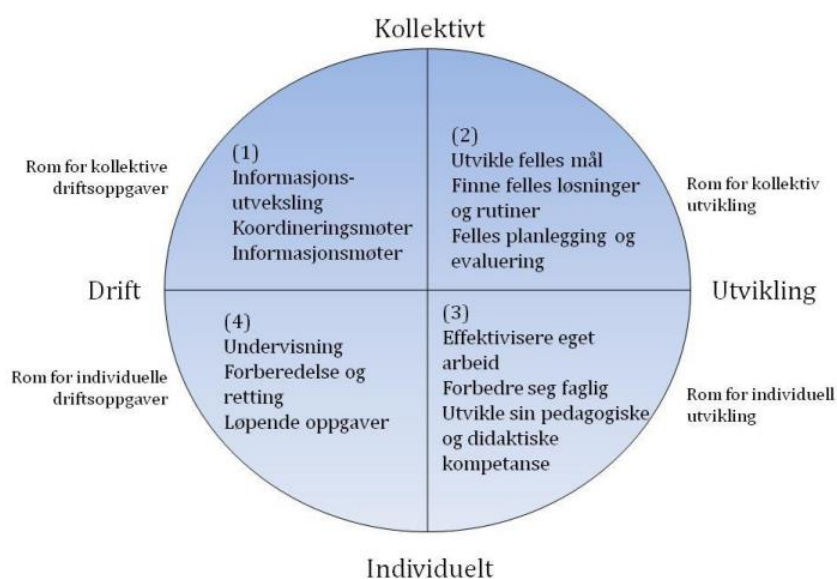 Kollektivt
Rom for kollektive
driftsoppgaver
(1)
Informasjons-
utveksling
Koordineringsmøter
Informasjonsmøter
(2)
Utvikle felles mål
Finne felles løsninger
og rutiner
Felles planlegging og
evaluering
Rom for kollektiv
utvikling
Drift
Utvikling
Rom for individuelle
driftsoppgaver
(4)
Undervisning
Forberedelse og
retting
Løpende oppgaver
(3)
Effektivisere eget
arbeid
Forbedre seg faglig
Utvikle sin pedagogiske
og didaktiske
kompetanse
Rom for individuell
utvikling
Individuelt